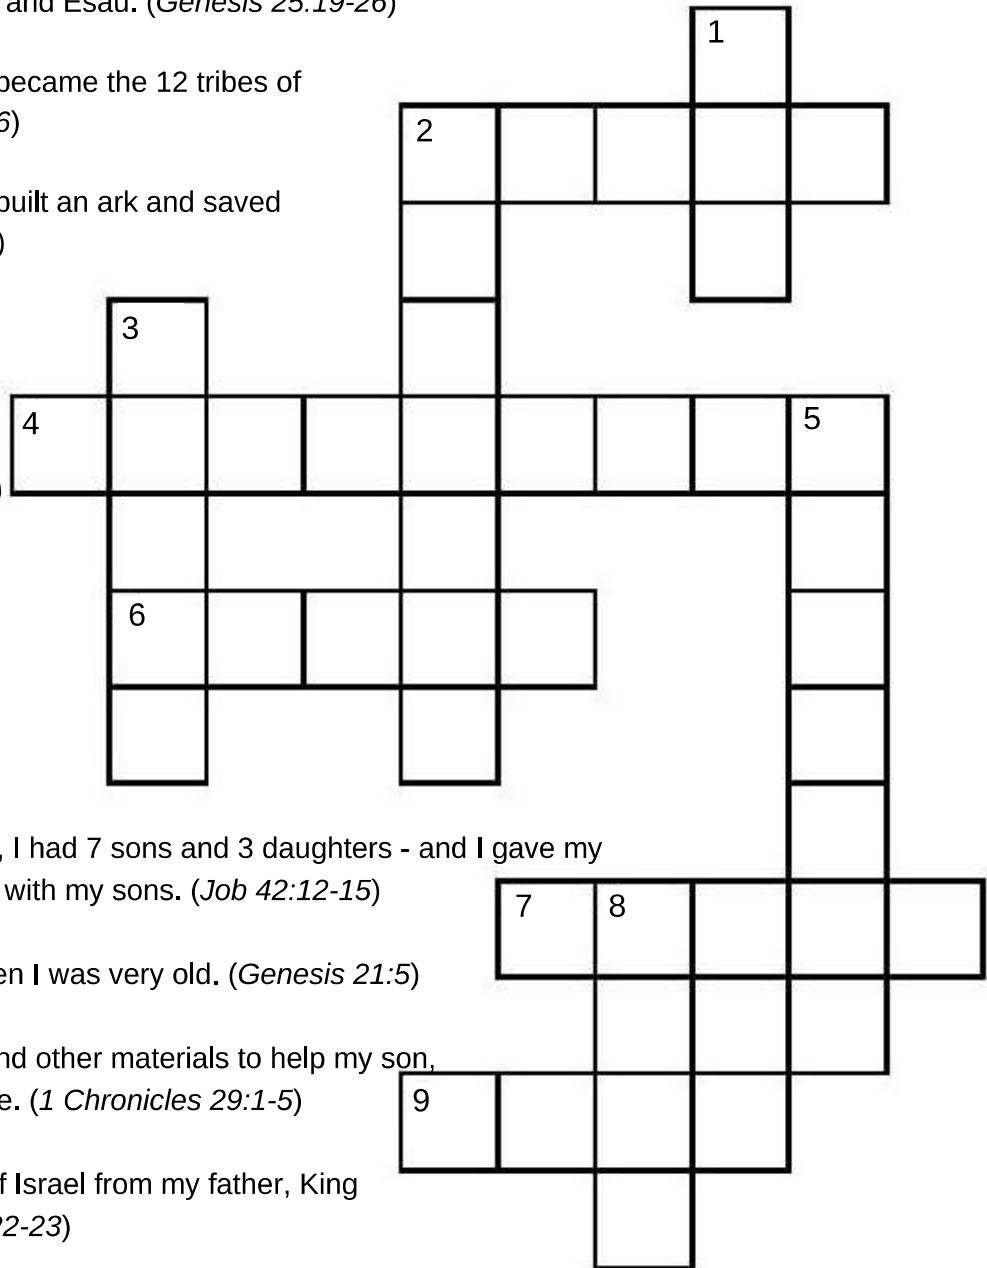 and Esau. (Genesis 25:19-26)
1
became the 12 tribes of
6)
2
built an ark and saved
)
3
4
5
)
6
, I had 7 sons and 3 daughters - and I gave my
with my sons. (Job 42:12-15)
7
8
en I was very old. (Genesis 21:5)
nd other materials to help my son,
e. (1 Chronicles 29:1-5)
9
f Israel from my father, King
22-23)